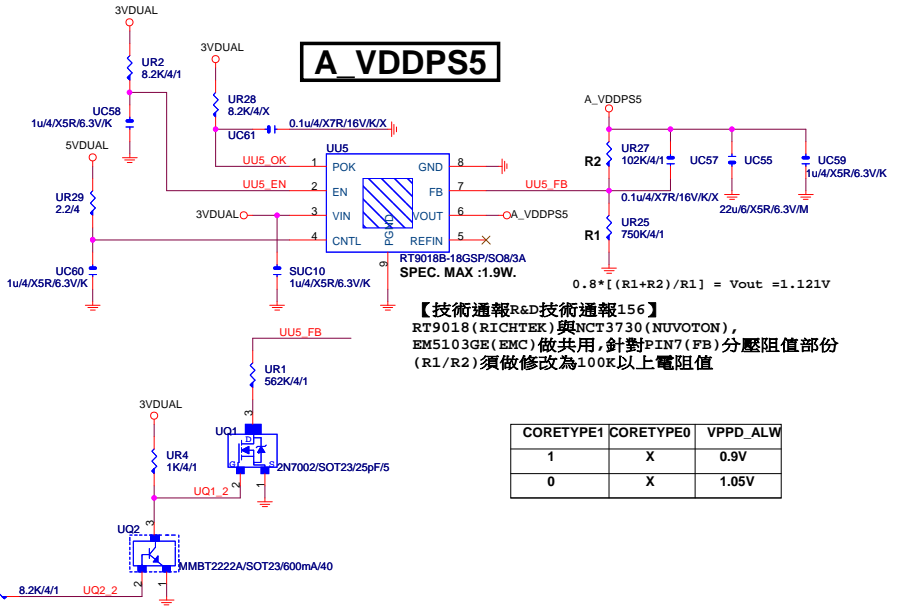 3VDUAL
UR2
8.2K/4/1
UC58
1u/4/X5R/6.3V/K
3VDUAL
UR28
8.2K/4/X
UC61
0.1u/4/X7R/16V/K/X
A_VDDPS5
5VDUAL
UR29
2.2/4
UC60
1u/4/X5R/6.3V/K
UU5_OK
UU5_EN
3VDUAL
SUC10
1u/4/X5R/6.3V/K
UU5
1 POK
2 EN
3 VIN
4 CNTL
GND 8
FB 7
VOUT 6
REFIN 5
PGND
9
RT9018B-18GSP/SO8/3A
SPEC. MAX :1.9W.
UU5_FB
A_VDDPS5
A_VDDPS5
R2
UR27
102K/4/1
UC57
0.1u/4/X7R/16V/K/X
UC55
22u/6/X5R/6.3V/M
UC59
1u/4/X5R/6.3V/K
R1
UR25
750K/4/1
0.8*[(R1+R2)/R1] = Vout =1.121V
【技術通報R&D技術通報156】
RT9018(RICHTEK)與NCT3730(NUVOTON),
EM5103GE(EMC)做共用,針對PIN7(FB)分壓阻值部份
(R1/R2)須做修改為100K以上電阻值
UU5_FB
UR1
562K/4/1
3VDUAL
UR4
1K/4/1
UQ1
3
D
G
S
2
1
2N7002/SOT23/25pF/5
UQ1_2
UQ2
3
2
1
MMBT2222A/SOT23/600mA/40
8.2K/4/1
UQ2_2
CORETYPE1 CORETYPE0 VPPD_ALW
1 X 0.9V
0 X 1.05V